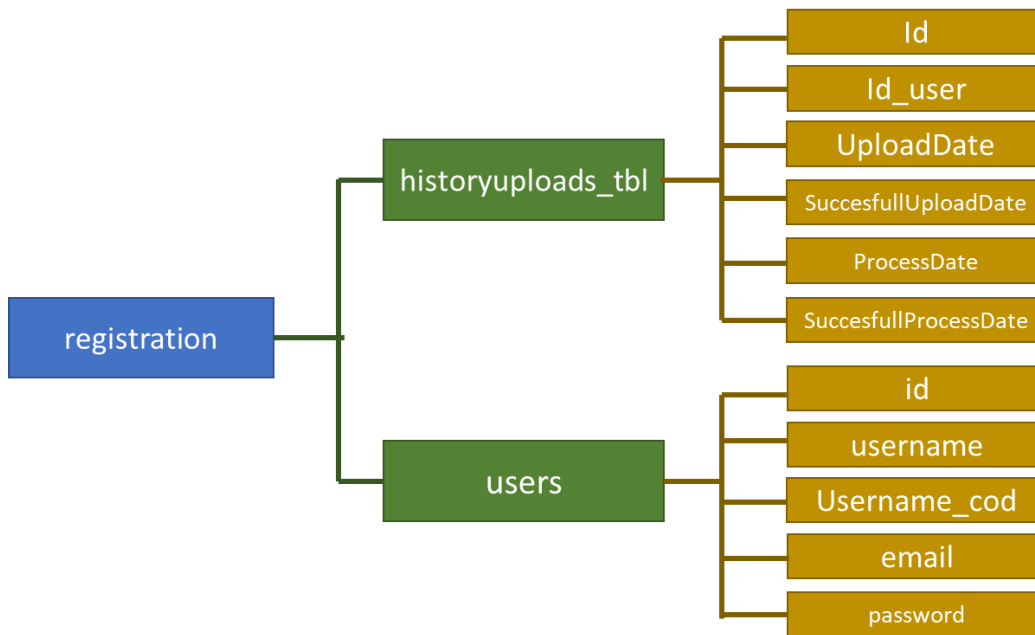 registration
historyuploads_tbl
Id
Id_user
UploadDate
SuccesfullUploadDate
ProcessDate
SuccesfullProcessDate
users
id
username
Username_cod
email
password